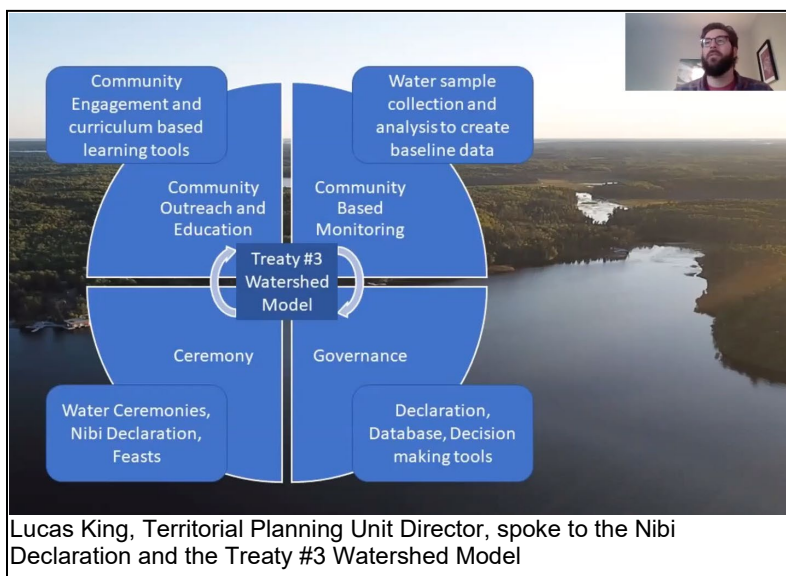 Community
Engagement and
curriculum based
learning tools
Water sample
collection and
analysis to create
baseline data
Community
Outreach and
Education
Community
Based
Monitoring
Treaty #3
Watershed
Model
Ceremony
Governance
Water Ceremonies,
Nibi Declaration,
Feasts
Declaration,
Database, Decision
making tools
Lucas King, Territorial Planning Unit Director, spoke to the Nibi
Declaration and the Treaty #3 Watershed Model